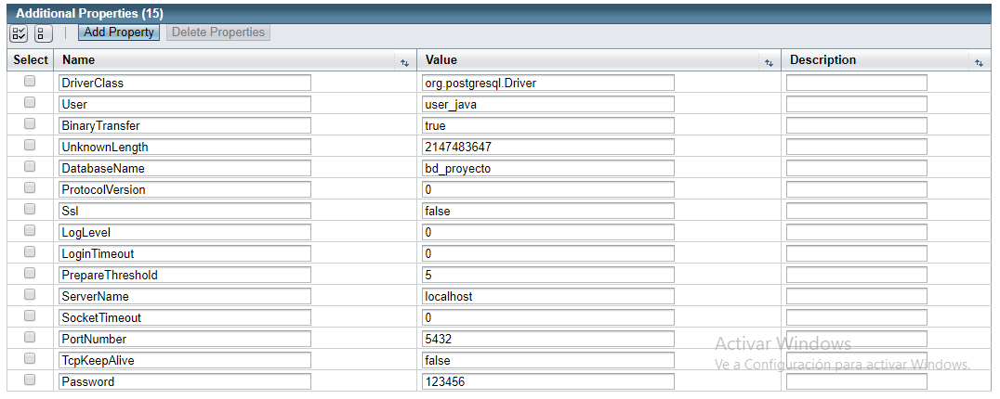 Additional Properties (15)
Add Property Delete Properties
Select Name Value Description
DriverClass org.postgresql.Driver
User user_java
BinaryTransfer true
UnknownLength 2147483647
DatabaseName bd_proyecto
ProtocolVersion 0
Ssl false
LogLevel 0
LoginTimeout 0
PrepareThreshold 5
ServerName localhost
SocketTimeout 0
PortNumber 5432
TcpKeepAlive false
Password 123456
Activar Windows
Ve a Configuración para activar Windows.